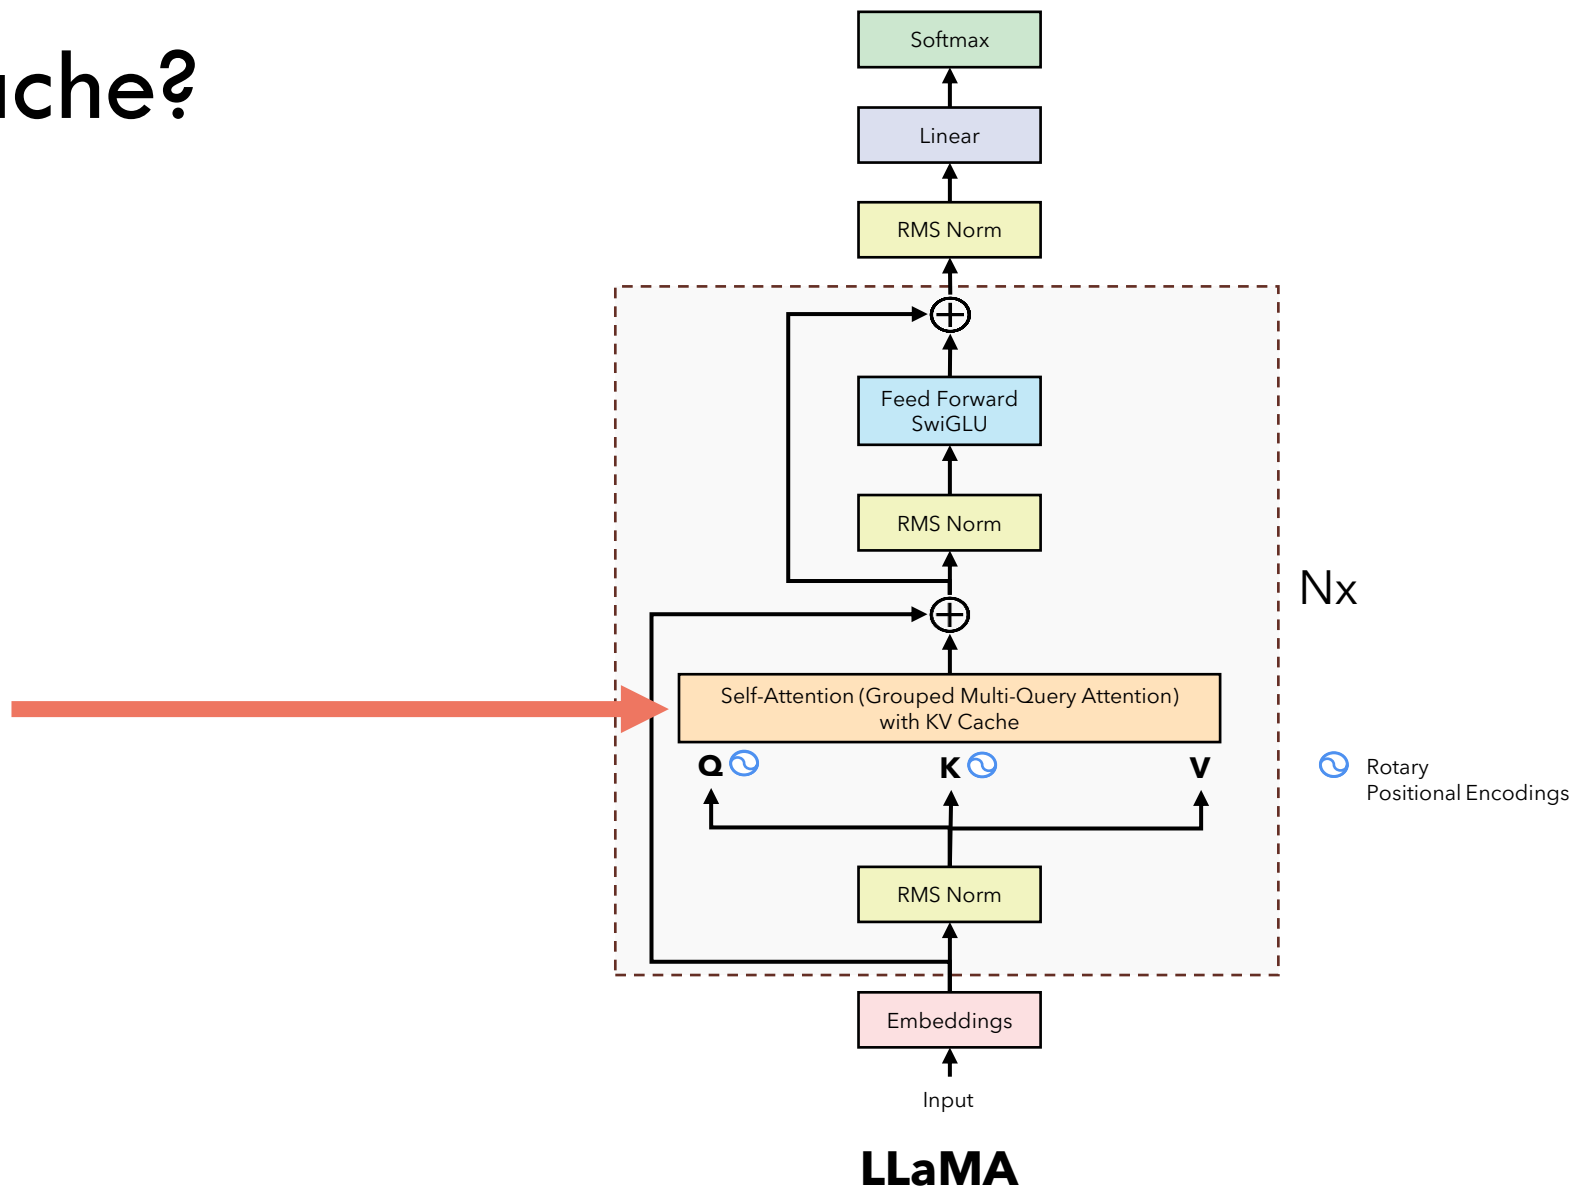 che?
Softmax
Linear
RMS Norm
Feed Forward
SwiGLU
RMS Norm
Nx
Self-Attention (Grouped Multi-Query Attention)
with KV Cache
Q K V
Rotary
Positional Encodings
RMS Norm
Embeddings
Input
LLaMA